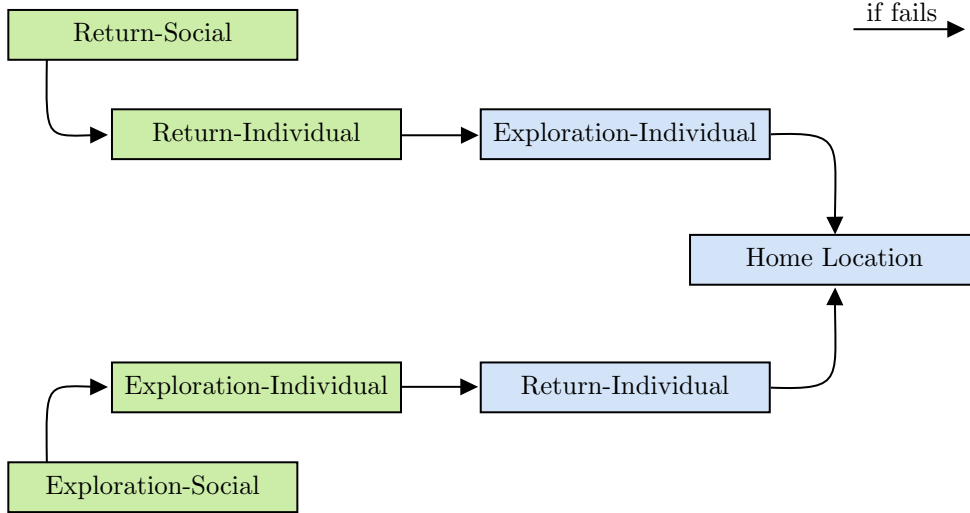 if fails
Return-Social
Return-Individual
Exploration-Individual
Home Location
Exploration-Individual
Return-Individual
Exploration-Social